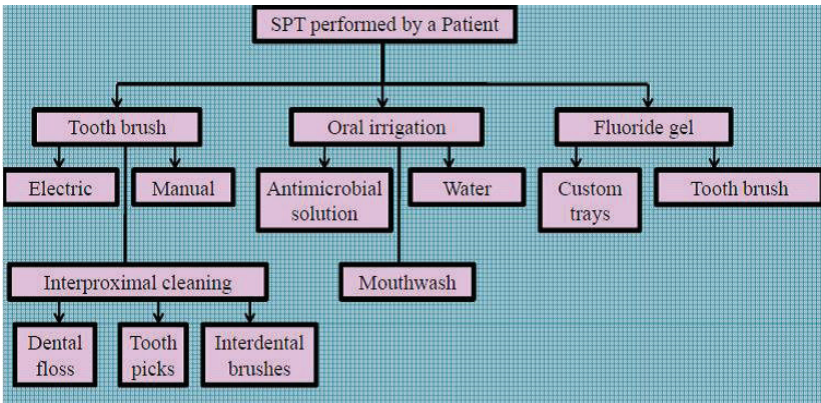 SPT performed by a Patient
Tooth brush
Oral irrigation
Fluoride gel
Electric
Manual
Antimicrobial
solution
Water
Custom
trays
Tooth brush
Interproximal cleaning
Mouthwash
Dental
floss
Tooth
picks
Interdental
brushes